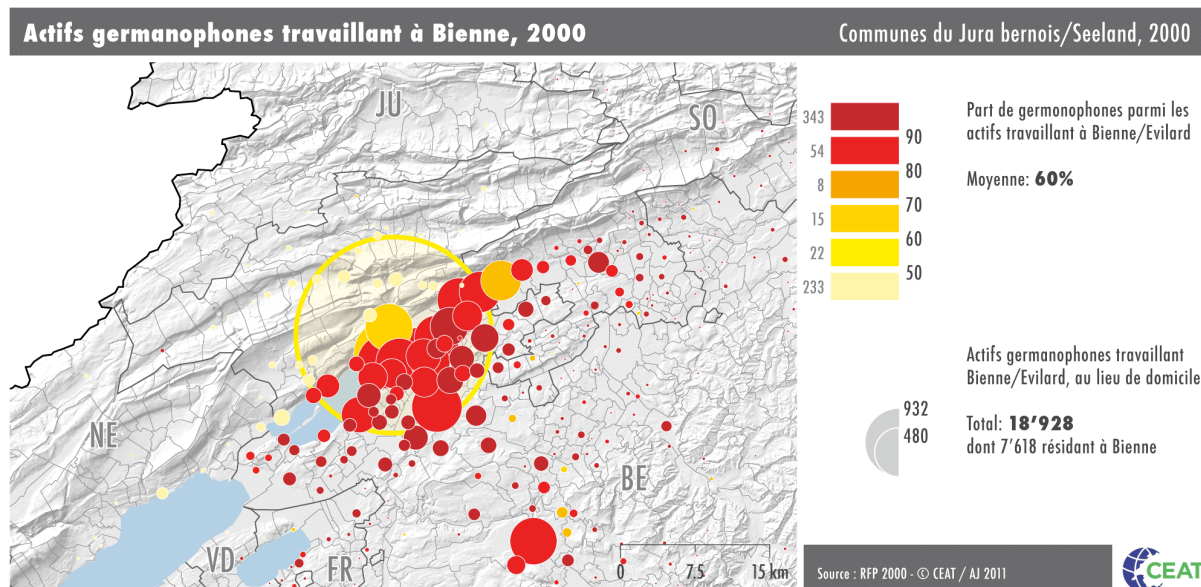 Actifs germanophones travaillant à Bienne, 2000
Communes du Jura bernois/Seeland, 2000
JU
SO
NE
BE
VD
FR
0 7.5 15 km
343
90
54
80
8
70
15
60
22
50
233
Part de germonophones parmi les
actifs travaillant à Bienne/Evilard
Moyenne: 60%
Actifs germanophones travaillant
Bienne/Evilard, au lieu de domicile
932
480
Total: 18’928
dont 7’618 résidant à Bienne
Source : RFP 2000 - © CEAT / AJ 2011
CEAT